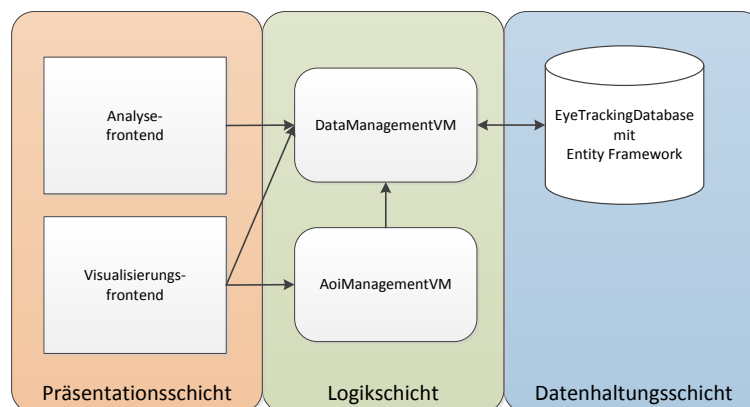 Analyse-
frontend
Visualisierungs-
frontend
Präsentationsschicht
DataManagementVM
AoiManagementVM
Logikschicht
EyeTrackingDatabase
mit
Entity Framework
Datenhaltungsschicht